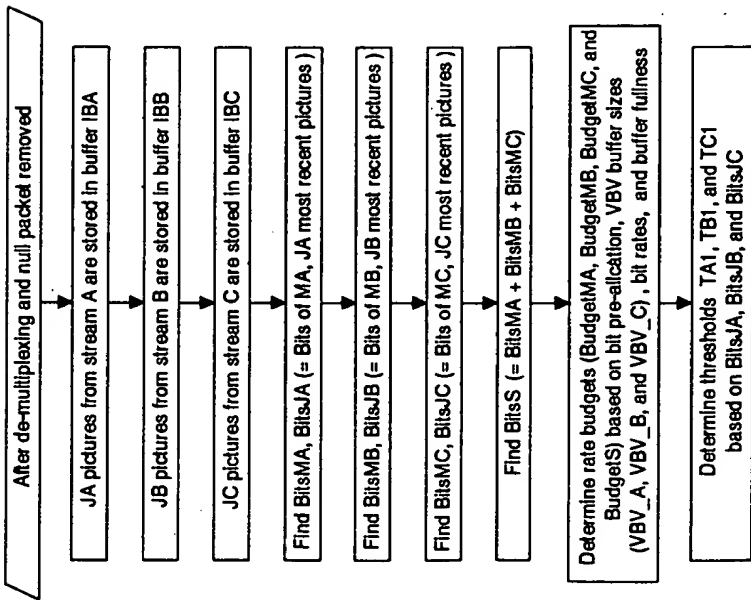 After de-multiplexing and null packet removed
JA pictures from stream A are stored in buffer IBA
JB pictures from stream B are stored in buffer IBB
JC pictures from stream C are stored in buffer IBC
Find BitsMA, BitsJA (= Bits of MA, JA most recent pictures )
Find BitsMB, BitsJB (= Bits of MB, JB most recent pictures )
Find BitsMC, BitsJC (= Bits of MC, JC most recent pictures )
Find BitsS (= BitsMA + BitsMB + BitsMC)
Determine rate budgets (BudgetMA, BudgetMB, BudgetMC, and
BudgetS) based on bit pre-allcation, VBV buffer sizes
(VBV_A, VBV_B, and VBV_C) , bit rates, and buffer fullness
Determine thresholds TA1, TB1, and TC1
based on BitsJA, BitsJB, and BitsJC